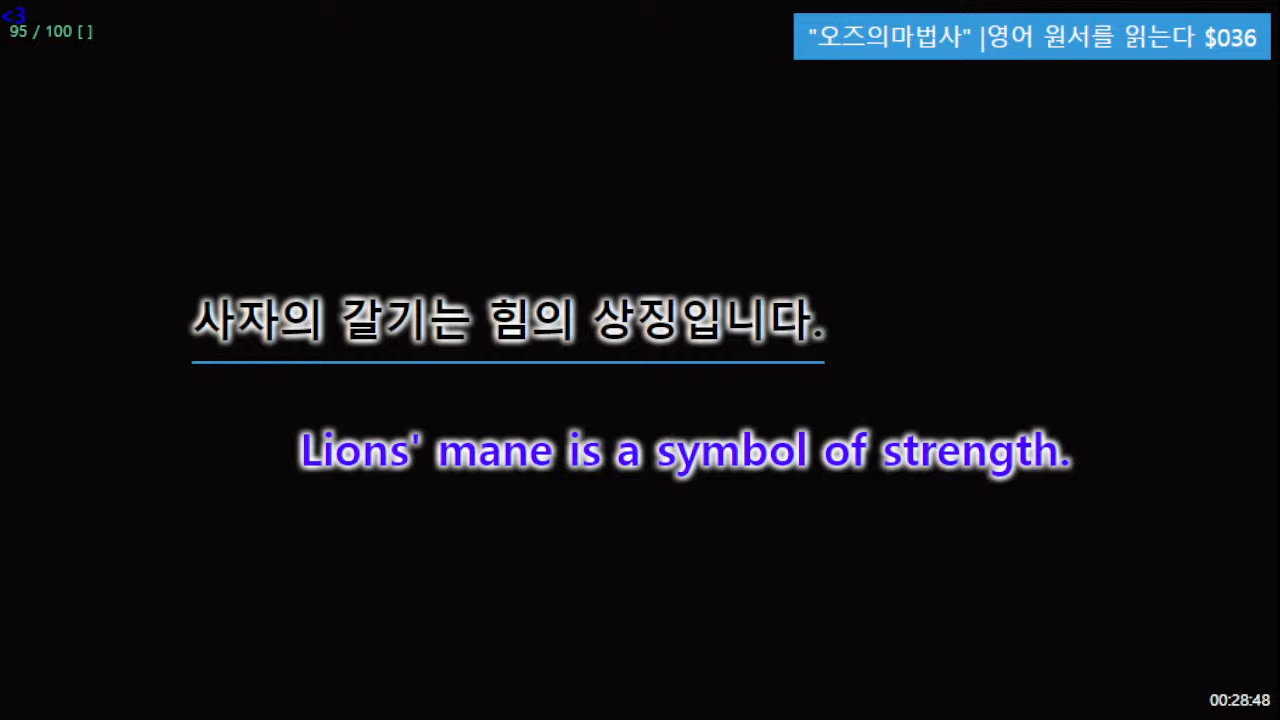 <3
95 / 100 [ ]
"오즈의마법사" |영어 원서를 읽는다 $036
사자의 갈기는 힘의 상징입니다.
Lions' mane is a symbol of strength.
00:28:48